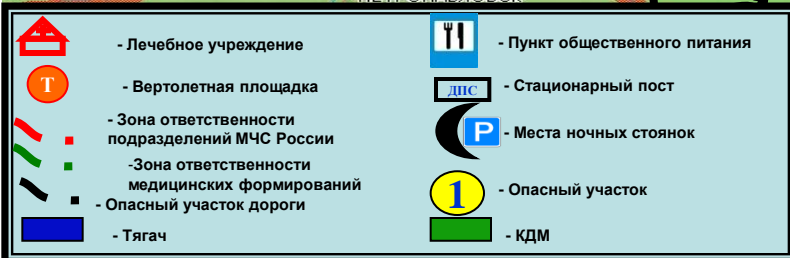 - Лечебное учреждение
Т
- Вертолетная площадка
- Зона ответственности
подразделений МЧС России
-Зона ответственности
медицинских формирований
- Опасный участок дороги
- Тягач
- Пункт общественного питания
ДПС
- Стационарный пост
P
- Места ночных стоянок
1
- Опасный участок
- КДМ